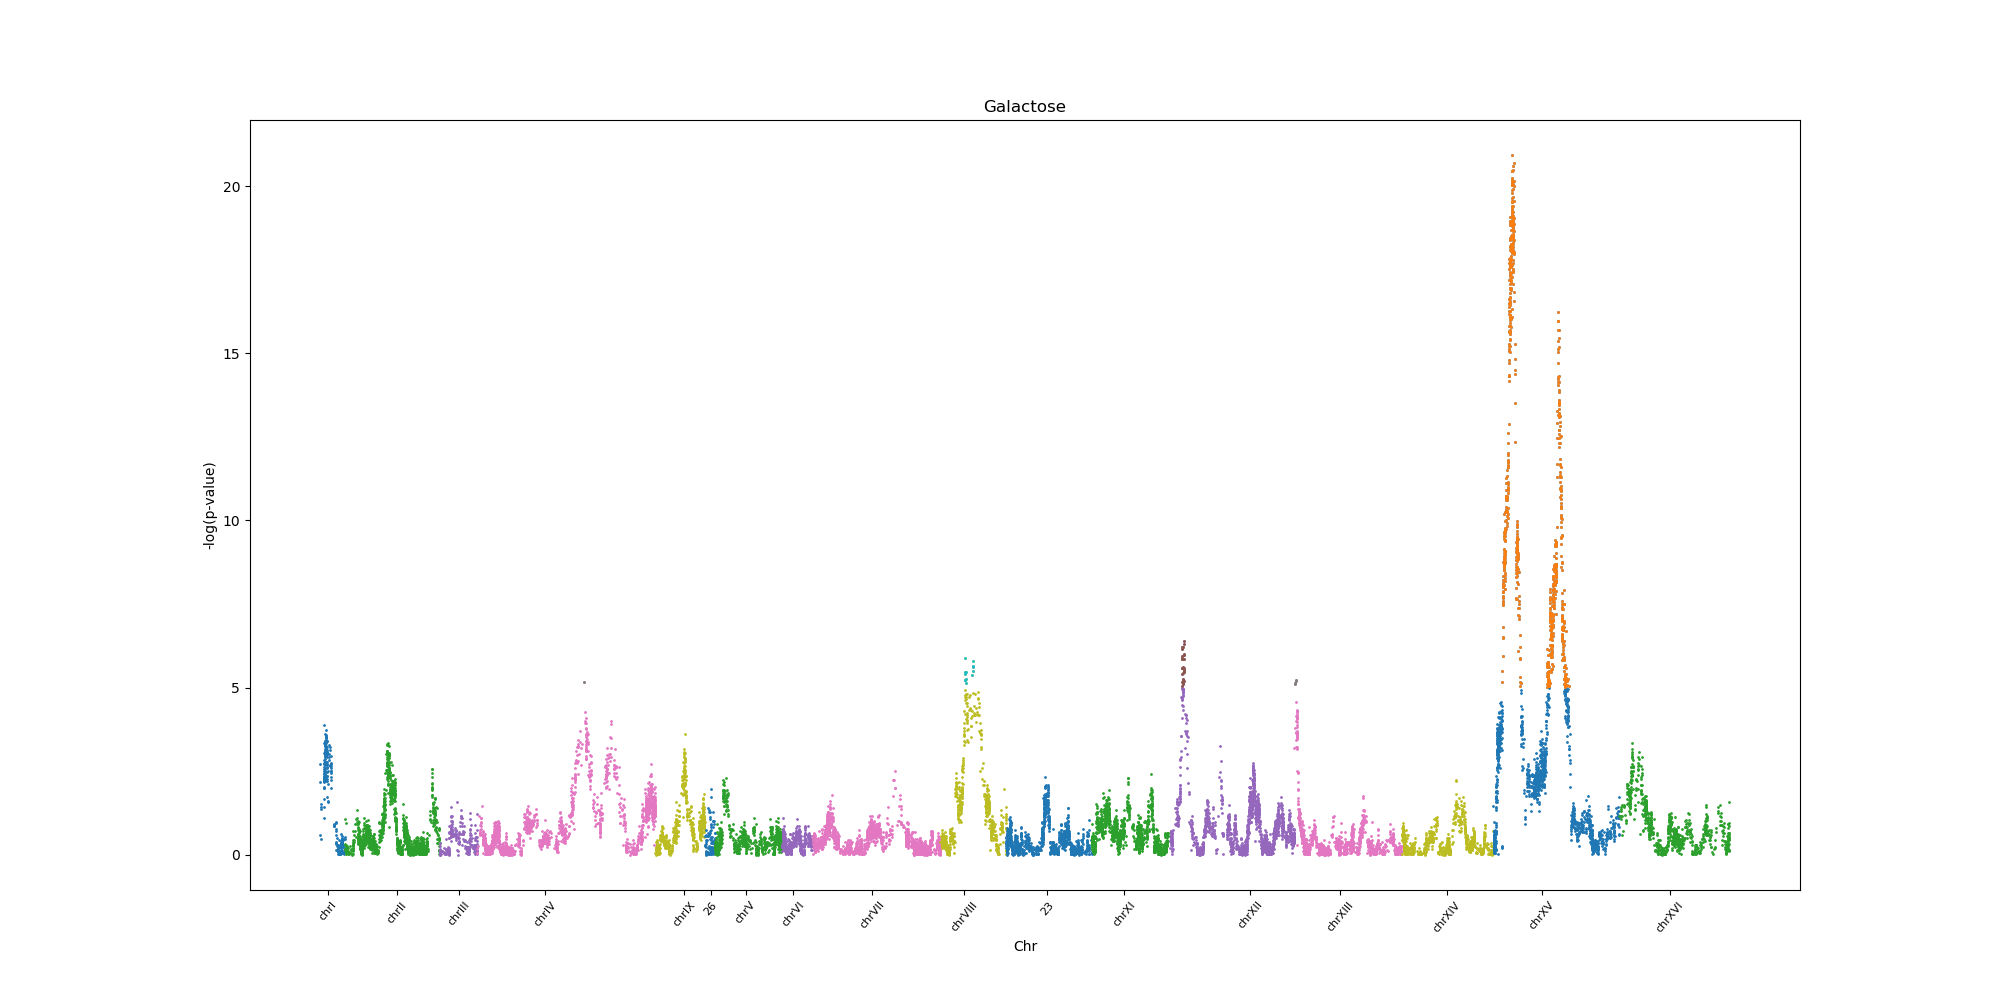 Galactose
-log(p-value)
20
15
10
5
0
chrI
chrII
chrIII
chrIV
chrIX
26
chrV
chrVI
chrVII
chrVIII
23
chrXI
chrXII
chrXIII
chrXIV
chrXV
chrXVI
Chr